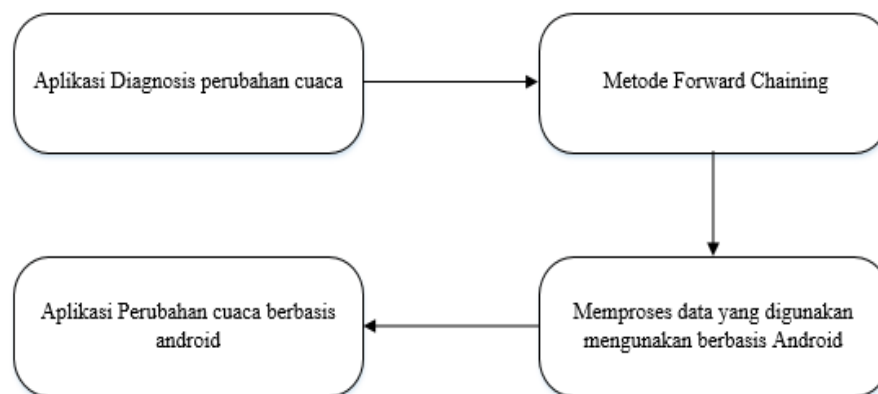 Aplikasi Diagnosis perubahan cuaca
Metode Forward Chaining
Memproses data yang digunakan
mengunakan berbasis Android
Aplikasi Perubahan cuaca berbasis
android